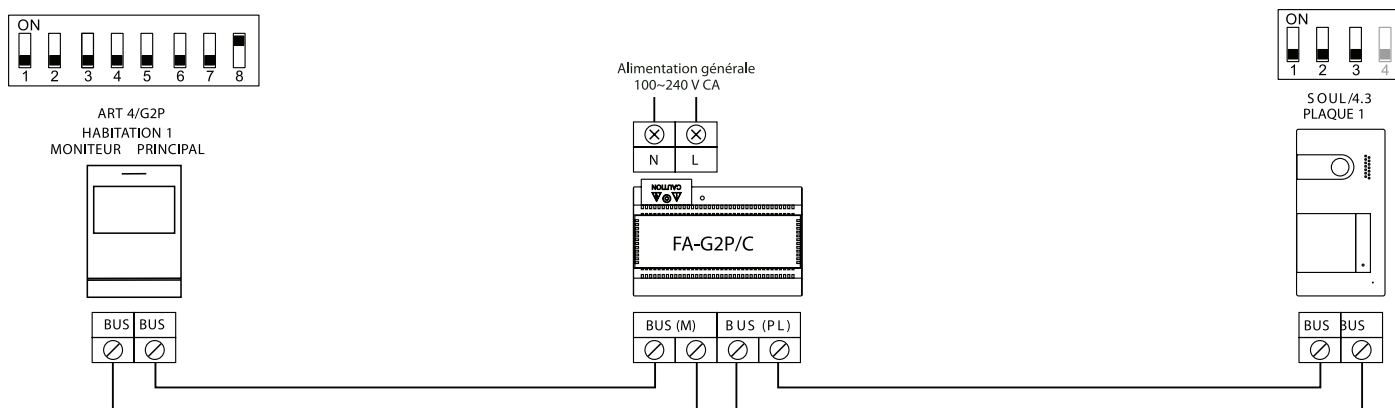 ON
1 2 3 4 5 6 7 8
ART 4/G2P
HABITATION 1
MONITEUR PRINCIPAL
BUS BUS
Alimentation générale
100~240 V CA
N L
CAUTION
FA-G2P/C
BUS (M) BUS (PL)
ON
1 2 3 4
SOUL/4.3
PLAQUE 1
BUS BUS